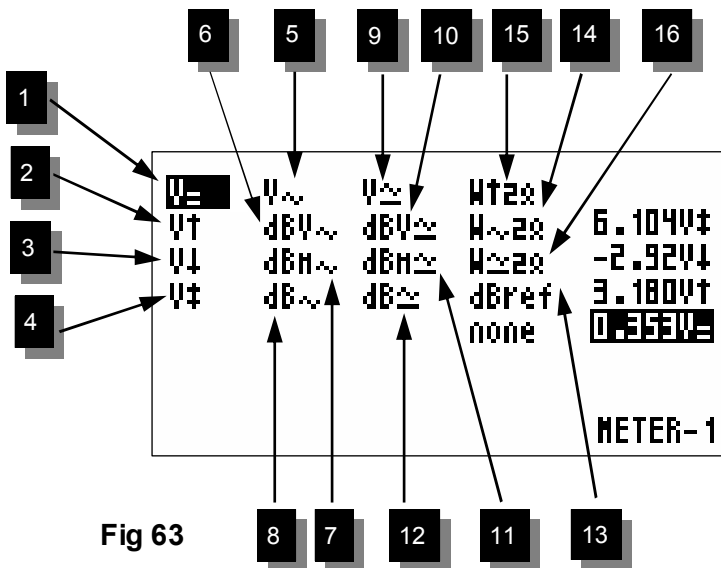 6 5 9 10 15 14 16
1
2
3
4
V= V~ V≃ W↑2Ω
V↑ dBV~ dBV≃ W~2Ω 6.104V‡
V↓ dBM~ dBM≃ W≃2Ω -2.92V↓
V‡ dB~ dB≃ dBref 3.180V↑
none 0.353V=
METER-1
Fig 63 8 7 12 11 13